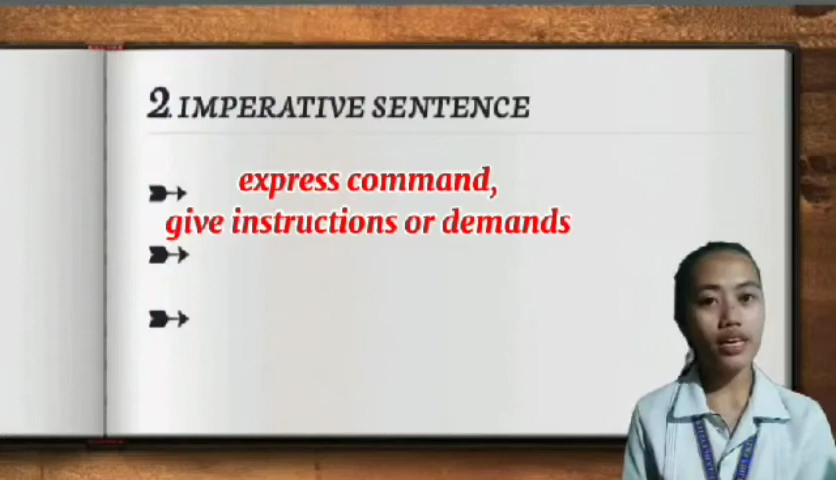 2. IMPERATIVE SENTENCE
express command,
give instructions or demands